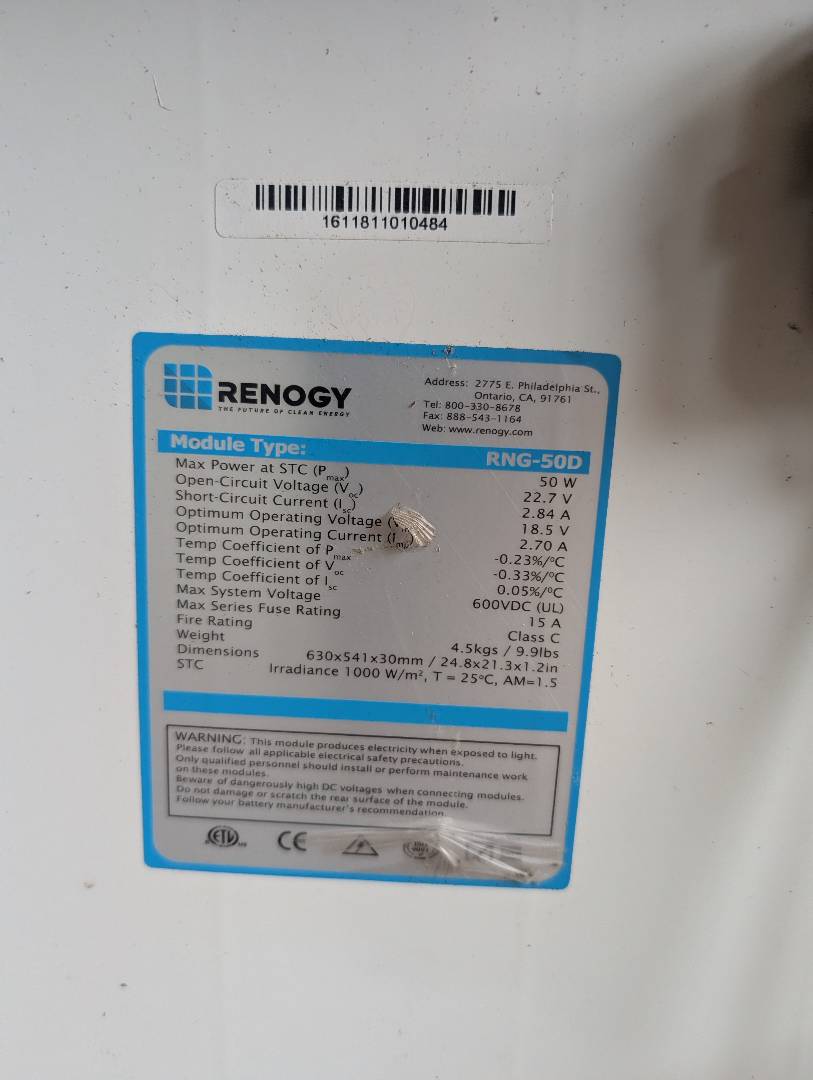 1611811010484
RENOGY
THE FUTURE OF CLEAN ENERGY
Address: 2775 E. Philadelphia St.,
Ontario, CA, 91761
Tel: 800-330-8678
Fax: 888-543-1164
Web: www.renogy.com
Module Type: RNG-50D
Max Power at STC (Pmax) 50 W
Open-Circuit Voltage (Voc) 22.7 V
Short-Circuit Current (Isc) 2.84 A
Optimum Operating Voltage 18.5 V
Optimum Operating Current (Imp) 2.70 A
Temp Coefficient of Pmax -0.23%/°C
Temp Coefficient of Voc -0.33%/°C
Temp Coefficient of Isc 0.05%/°C
Max System Voltage 600VDC (UL)
Max Series Fuse Rating 15 A
Fire Rating Class C
Weight 4.5kgs / 9.9lbs
Dimensions 630x541x30mm / 24.8x21.3x1.2in
STC Irradiance 1000 W/m², T = 25°C, AM=1.5
WARNING: This module produces electricity when exposed to light.
Please follow all applicable electrical safety precautions.
Only qualified personnel should install or perform maintenance work
on these modules.
Beware of dangerously high DC voltages when connecting modules.
Do not damage or scratch the rear surface of the module.
Follow your battery manufacturer's recommendation.
ETL US CE